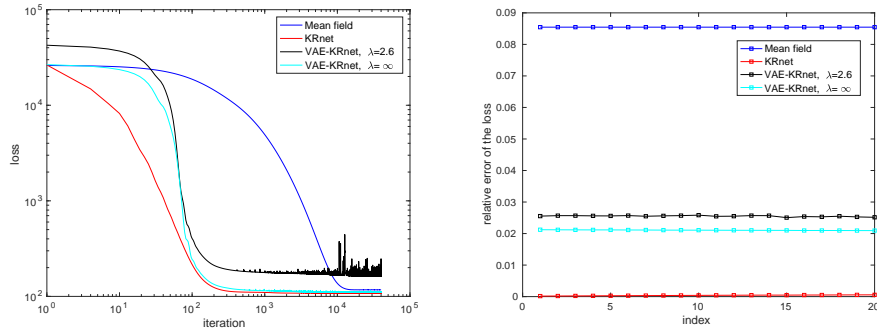 10^5
10^4
10^3
10^2
10^0
10^1
10^2
10^3
10^4
10^5
loss
iteration
Mean field
KRnet
VAE-KRnet, λ=2.6
VAE-KRnet, λ=∞
0.09
0.08
0.07
0.06
0.05
0.04
0.03
0.02
0.01
0
0
5
10
15
20
relative error of the loss
index
Mean field
KRnet
VAE-KRnet, λ=2.6
VAE-KRnet, λ=∞